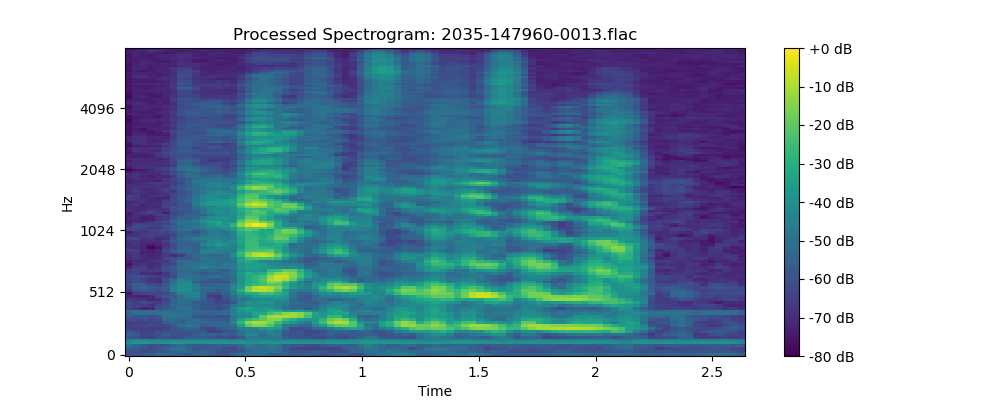 Processed Spectrogram: 2035-147960-0013.flac
Hz
4096
2048
1024
512
0
0
0.5
1
1.5
2
2.5
Time
+0 dB
-10 dB
-20 dB
-30 dB
-40 dB
-50 dB
-60 dB
-70 dB
-80 dB